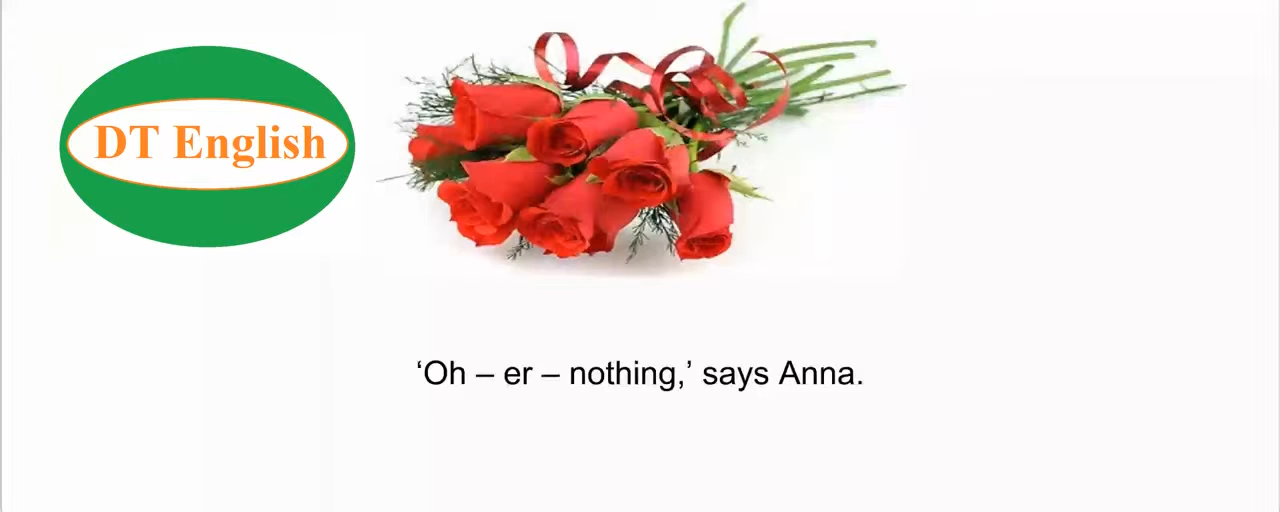 DT English
‘Oh – er – nothing,’ says Anna.